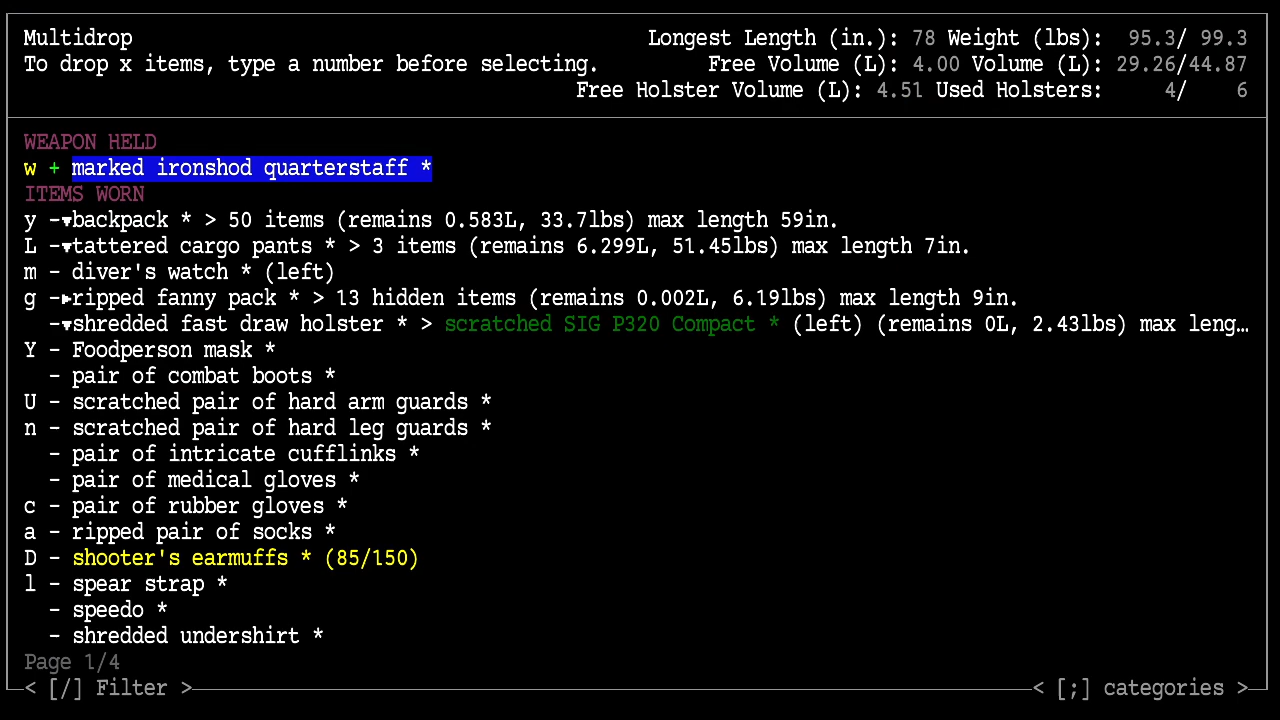 Multidrop Longest Length (in.): 78 Weight (lbs): 95.3/ 99.3
To drop x items, type a number before selecting. Free Volume (L): 4.00 Volume (L): 29.26/44.87
Free Holster Volume (L): 4.51 Used Holsters: 4/ 6
WEAPON HELD
w + marked ironshod quarterstaff *
ITEMS WORN
y -▾backpack * > 50 items (remains 0.583L, 33.7lbs) max length 59in.
L -▾tattered cargo pants * > 3 items (remains 6.299L, 51.45lbs) max length 7in.
m - diver's watch * (left)
g -▸ripped fanny pack * > 13 hidden items (remains 0.002L, 6.19lbs) max length 9in.
-▾shredded fast draw holster * > scratched SIG P320 Compact * (left) (remains 0L, 2.43lbs) max leng…
Y - Foodperson mask *
- pair of combat boots *
U - scratched pair of hard arm guards *
n - scratched pair of hard leg guards *
- pair of intricate cufflinks *
- pair of medical gloves *
c - pair of rubber gloves *
a - ripped pair of socks *
D - shooter's earmuffs * (85/150)
l - spear strap *
- speedo *
- shredded undershirt *
Page 1/4
< [/] Filter > < [;] categories >